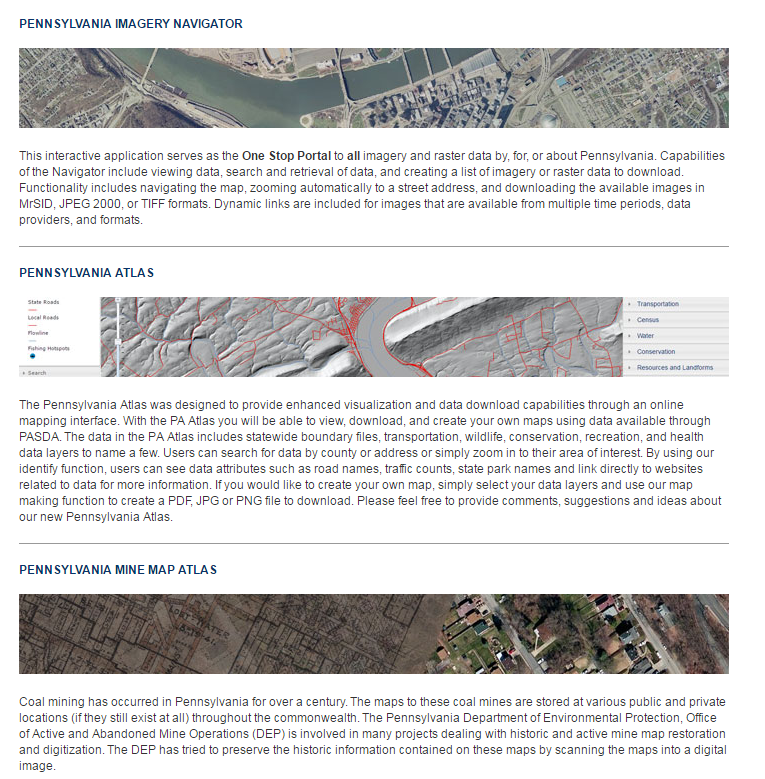 PENNSYLVANIA IMAGERY NAVIGATOR
This interactive application serves as the One Stop Portal to all imagery and raster data by, for, or about Pennsylvania. Capabilities
of the Navigator include viewing data, search and retrieval of data, and creating a list of imagery or raster data to download.
Functionality includes navigating the map, zooming automatically to a street address, and downloading the available images in
MrSID, JPEG 2000, or TIFF formats. Dynamic links are included for images that are available from multiple time periods, data
providers, and formats.
PENNSYLVANIA ATLAS
State Roads
Local Roads
Flowline
Fishing Hotspots
Search
Transportation
Census
Water
Conservation
Resources and Landforms
The Pennsylvania Atlas was designed to provide enhanced visualization and data download capabilities through an online
mapping interface. With the PA Atlas you will be able to view, download, and create your own maps using data available through
PASDA. The data in the PA Atlas includes statewide boundary files, transportation, wildlife, conservation, recreation, and health
data layers to name a few. Users can search for data by county or address or simply zoom in to their area of interest. By using our
identify function, users can see data attributes such as road names, traffic counts, state park names and link directly to websites
related to data for more information. If you would like to create your own map, simply select your data layers and use our map
making function to create a PDF, JPG or PNG file to download. Please feel free to provide comments, suggestions and ideas about
our new Pennsylvania Atlas.
PENNSYLVANIA MINE MAP ATLAS
Coal mining has occurred in Pennsylvania for over a century. The maps to these coal mines are stored at various public and private
locations (if they still exist at all) throughout the commonwealth. The Pennsylvania Department of Environmental Protection, Office
of Active and Abandoned Mine Operations (DEP) is involved in many projects dealing with historic and active mine map restoration
and digitization. The DEP has tried to preserve the historic information contained on these maps by scanning the maps into a digital
image.